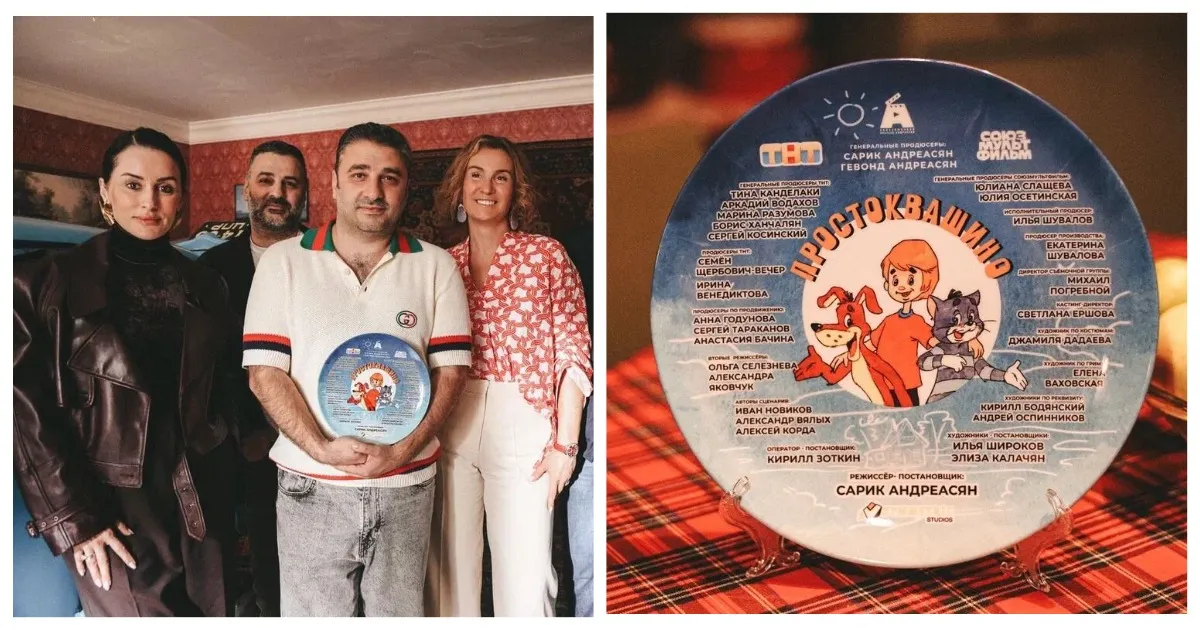 ТНТ
ГЕНЕРАЛЬНЫЕ ПРОДЮСЕРЫ:
САРИК АНДРЕАСЯН
ГЕВОНД АНДРЕАСЯН
СОЮЗ
МУЛЬТ
ФИЛЬМ
ПРОСТОКВАШИНО
ГЕНЕРАЛЬНЫЕ ПРОДЮСЕРЫ ТНТ:
ТИНА КАНДЕЛАКИ
АРКАДИЙ ВОДАХОВ
МАРИНА РАЗУМОВА
БОРИС ХАНЧАЛЯН
СЕРГЕЙ КОСИНСКИЙ
ПРОДЮСЕРЫ ТНТ:
СЕМЕН
ЩЕРБОВИЧ-ВЕЧЕР
ИРИНА
ВЕНЕДИКТОВА
ПРОДЮСЕРЫ ПО ПРОДВИЖЕНИЮ:
АННА ГОДУНОВА
СЕРГЕЙ ТАРАКАНОВ
АНАСТАСИЯ БАЧИНА
ВТОРЫЕ РЕЖИССЕРЫ:
ОЛЬГА СЕЛЕЗНЕВА
АЛЕКСАНДРА
ЯКОВЧУК
АВТОРЫ СЦЕНАРИЯ:
ИВАН НОВИКОВ
АЛЕКСАНДР ВЯЛЫХ
АЛЕКСЕЙ КОРДА
ОПЕРАТОР - ПОСТАНОВЩИК:
КИРИЛЛ ЗОТКИН
ГЕНЕРАЛЬНЫЕ ПРОДЮСЕРЫ СОЮЗМУЛЬТФИЛЬМ:
ЮЛИАНА СЛАЩЕВА
ЮЛИЯ ОСЕТИНСКАЯ
ИСПОЛНИТЕЛЬНЫЙ ПРОДЮСЕР:
ИЛЬЯ ШУВАЛОВ
ПРОДЮСЕР ПРОИЗВОДСТВА:
ЕКАТЕРИНА
ШУВАЛОВА
ДИРЕКТОР СЪЕМОЧНОЙ ГРУППЫ:
МИХАИЛ
ПОГРЕБНОЙ
КАСТИНГ-ДИРЕКТОР:
СВЕТЛАНА ЕРШОВА
ХУДОЖНИК ПО КОСТЮМАМ:
ДЖАМИЛЯ ДАДАЕВА
ХУДОЖНИК ПО ГРИМУ:
ЕЛЕНА
ВАХОВСКАЯ
ХУДОЖНИКИ ПО РЕКВИЗИТУ:
КИРИЛЛ БОДЯНСКИЙ
АНДРЕЙ ОСПИННИКОВ
ХУДОЖНИКИ - ПОСТАНОВЩИКИ
ИЛЬЯ ШИРОКОВ
ЭЛИЗА КАЛАЧЯН
РЕЖИССЁР- ПОСТАНОВЩИК:
САРИК АНДРЕАСЯН
STUDIOS